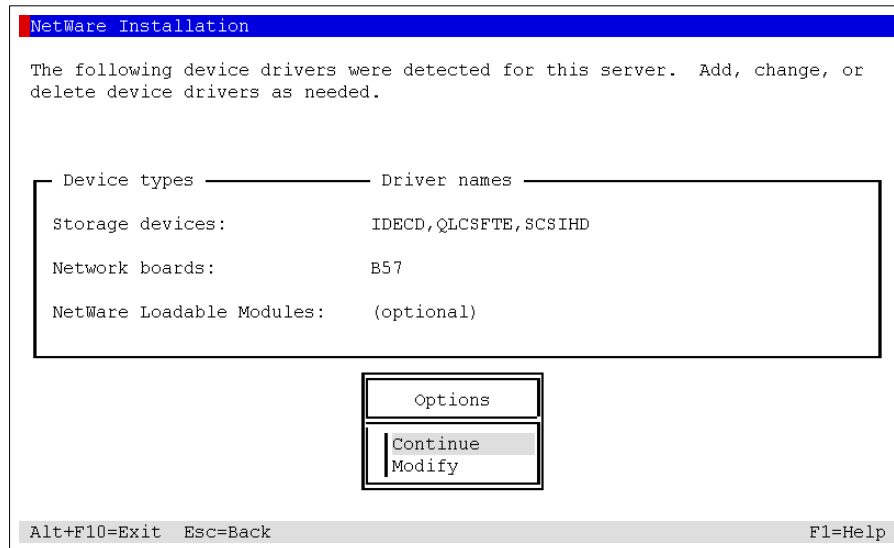 NetWare Installation
The following device drivers were detected for this server.  Add, change, or
delete device drivers as needed.
Device types Driver names
Storage devices: IDECD,QLCSFTE,SCSIHD
Network boards: B57
NetWare Loadable Modules: (optional)
Options
Continue
Modify
Alt+F10=Exit  Esc=Back F1=Help